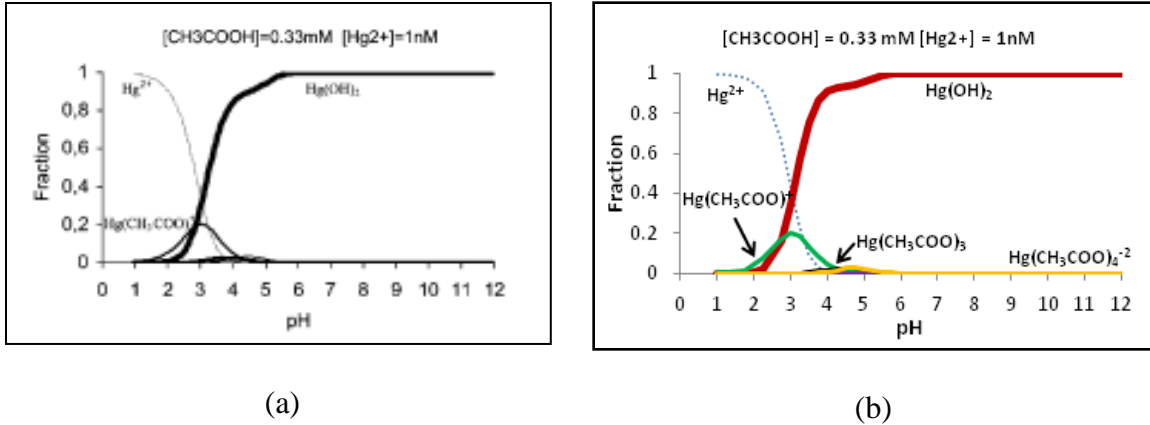 [CH3COOH]=0.33mM [Hg2+]=1nM
1
0,8
0,6
0,4
0,2
0
Fraction
Hg2+
Hg(OH)2
Hg(CH3COO)+
0 1 2 3 4 5 6 7 8 9 10 11 12
pH
(a)
[CH3COOH] = 0.33 mM [Hg2+] = 1nM
1
0.8
0.6
0.4
0.2
0
Fraction
Hg2+
Hg(OH)2
Hg(CH3COO)+
Hg(CH3COO)3
Hg(CH3COO)4-2
0 1 2 3 4 5 6 7 8 9 10 11 12
pH
(b)